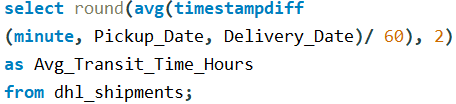 select round(avg(timestampdiff
(minute, Pickup_Date, Delivery_Date)/ 60), 2)
as Avg_Transit_Time_Hours
from dhl_shipments;